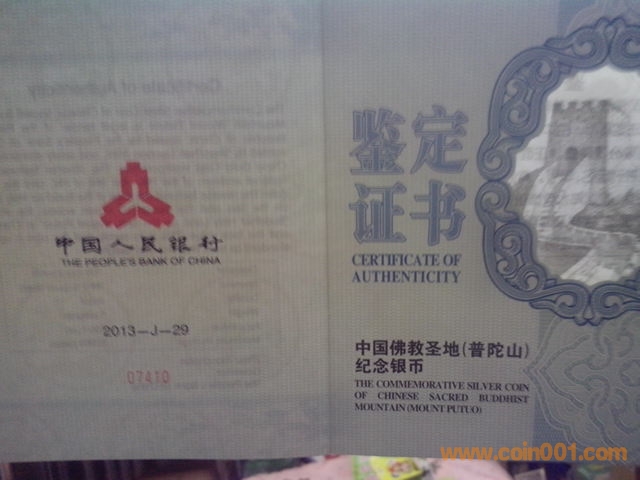 中国人民银行
THE PEOPLE'S BANK OF CHINA
2013-J-29
07410
鉴定
证书
CERTIFICATE OF
AUTHENTICITY
中国佛教圣地(普陀山)
纪念银币
THE COMMEMORATIVE SILVER COIN
OF CHINESE SACRED BUDDHIST
MOUNTAIN (MOUNT PUTUO)
www.coin001.com